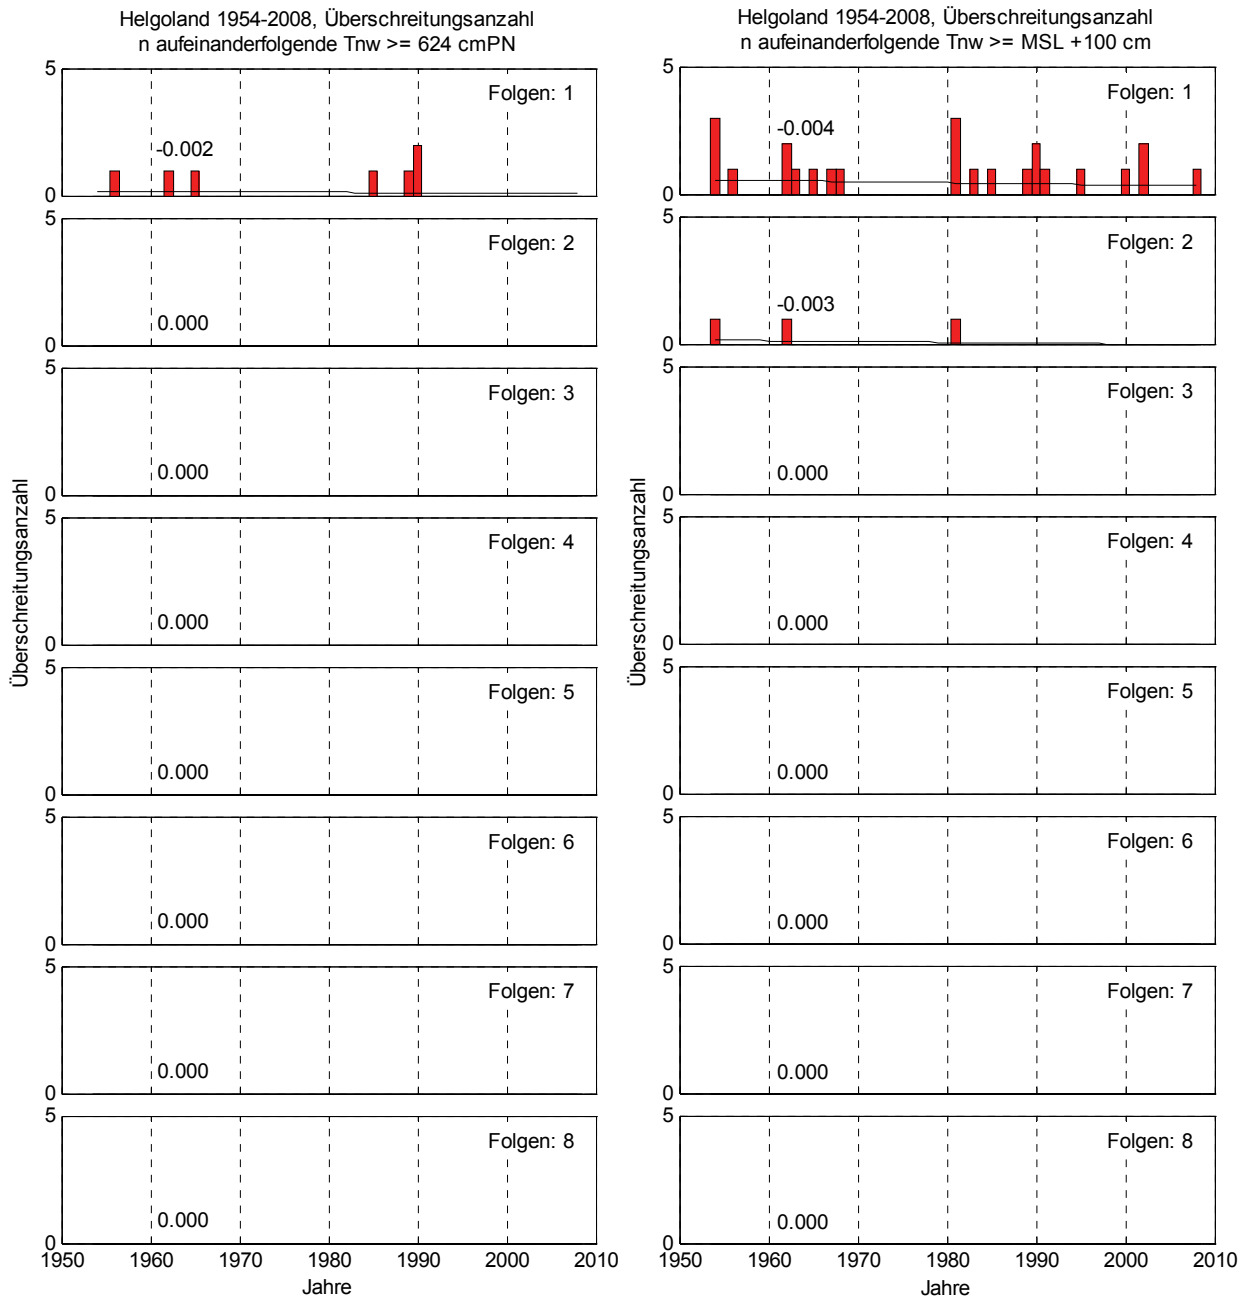 Helgoland 1954-2008, Überschreitungsanzahl
n aufeinanderfolgende Tnw >= 624 cmPN
5
Folgen: 1
-0.002
0
5
Folgen: 2
0.000
0
5
Folgen: 3
0.000
0
5
Folgen: 4
0.000
0
5
Folgen: 5
0.000
0
5
Folgen: 6
0.000
0
5
Folgen: 7
0.000
0
5
Folgen: 8
0.000
0
1950 1960 1970 1980 1990 2000 2010
Jahre
Überschreitungsanzahl
Helgoland 1954-2008, Überschreitungsanzahl
n aufeinanderfolgende Tnw >= MSL +100 cm
5
Folgen: 1
-0.004
0
5
Folgen: 2
-0.003
0
5
Folgen: 3
0.000
0
5
Folgen: 4
0.000
0
5
Folgen: 5
0.000
0
5
Folgen: 6
0.000
0
5
Folgen: 7
0.000
0
5
Folgen: 8
0.000
0
1950 1960 1970 1980 1990 2000 2010
Jahre
Überschreitungsanzahl